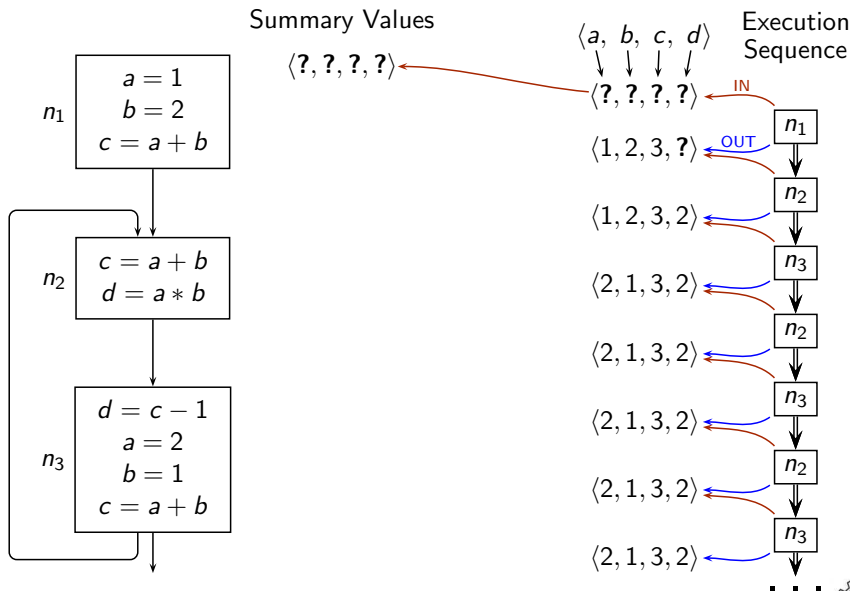 Summary Values
⟨a, b, c, d⟩
Execution
Sequence
⟨?, ?, ?, ?⟩
⟨?, ?, ?, ?⟩
IN
n₁
a = 1
b = 2
c = a + b
n₁
⟨1, 2, 3, ?⟩
OUT
n₂
⟨1, 2, 3, 2⟩
n₂
c = a + b
d = a ∗ b
n₃
⟨2, 1, 3, 2⟩
n₂
⟨2, 1, 3, 2⟩
n₃
n₃
d = c − 1
a = 2
b = 1
c = a + b
⟨2, 1, 3, 2⟩
n₂
⟨2, 1, 3, 2⟩
n₃
⟨2, 1, 3, 2⟩
. . .